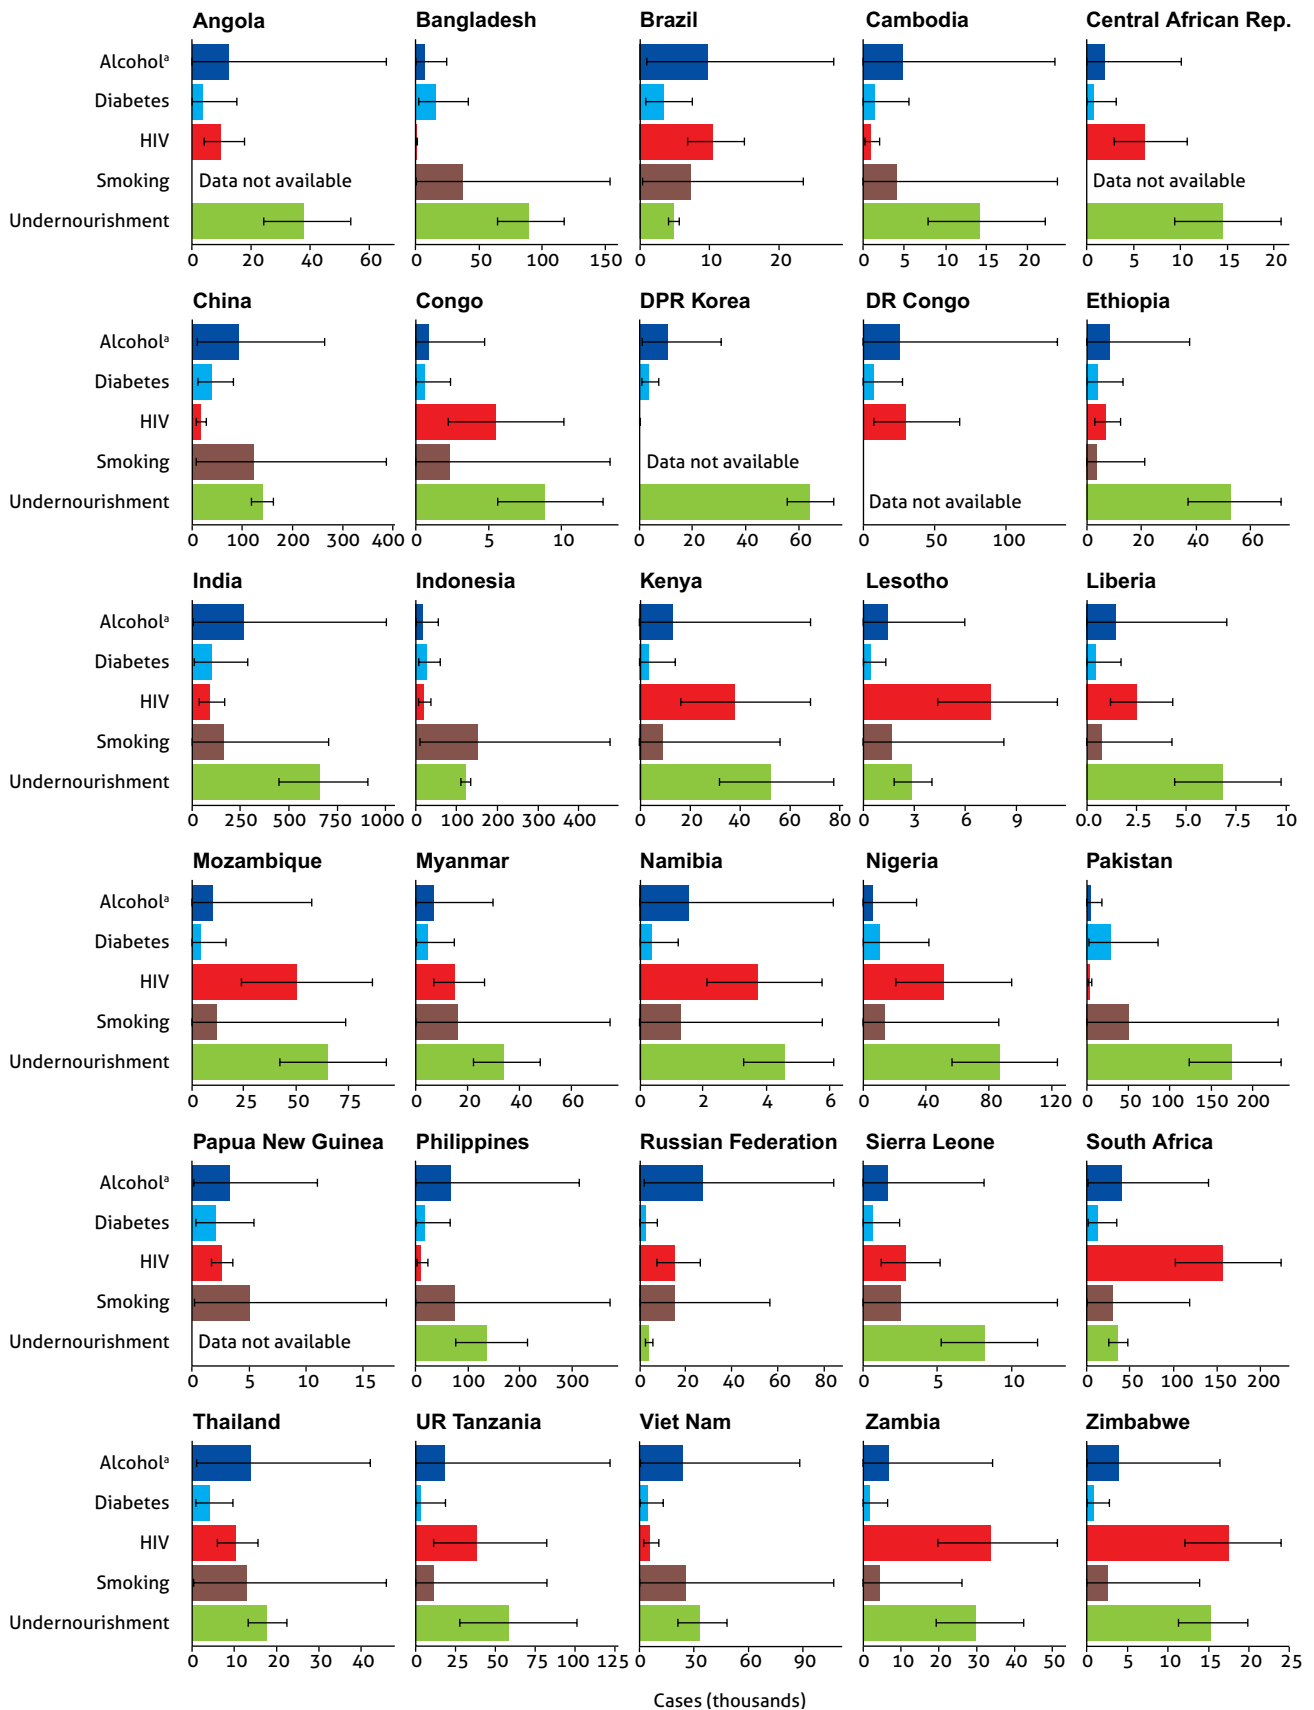 Angola Bangladesh Brazil Cambodia Central African Rep.
Alcoholᵃ
Diabetes
HIV
Smoking Data not available Data not available
Undernourishment
0 20 40 60 0 50 100 150 0 10 20 0 5 10 15 20 0 5 10 15 20
China Congo DPR Korea DR Congo Ethiopia
Alcoholᵃ
Diabetes
HIV
Smoking Data not available
Undernourishment Data not available
0 100 200 300 400 0 5 10 0 20 40 60 0 50 100 0 20 40 60
India Indonesia Kenya Lesotho Liberia
Alcoholᵃ
Diabetes
HIV
Smoking
Undernourishment
0 250 500 750 1000 0 100 200 300 400 0 20 40 60 80 0 3 6 9 0.0 2.5 5.0 7.5 10
Mozambique Myanmar Namibia Nigeria Pakistan
Alcoholᵃ
Diabetes
HIV
Smoking
Undernourishment
0 25 50 75 0 20 40 60 0 2 4 6 0 40 80 120 0 50 100 150 200
Papua New Guinea Philippines Russian Federation Sierra Leone South Africa
Alcoholᵃ
Diabetes
HIV
Smoking
Undernourishment Data not available
0 5 10 15 0 100 200 300 0 20 40 60 80 0 5 10 0 50 100 150 200
Thailand UR Tanzania Viet Nam Zambia Zimbabwe
Alcoholᵃ
Diabetes
HIV
Smoking
Undernourishment
0 10 20 30 40 0 25 50 75 100 125 0 30 60 90 0 10 20 30 40 50 0 5 10 15 20 25
Cases (thousands)